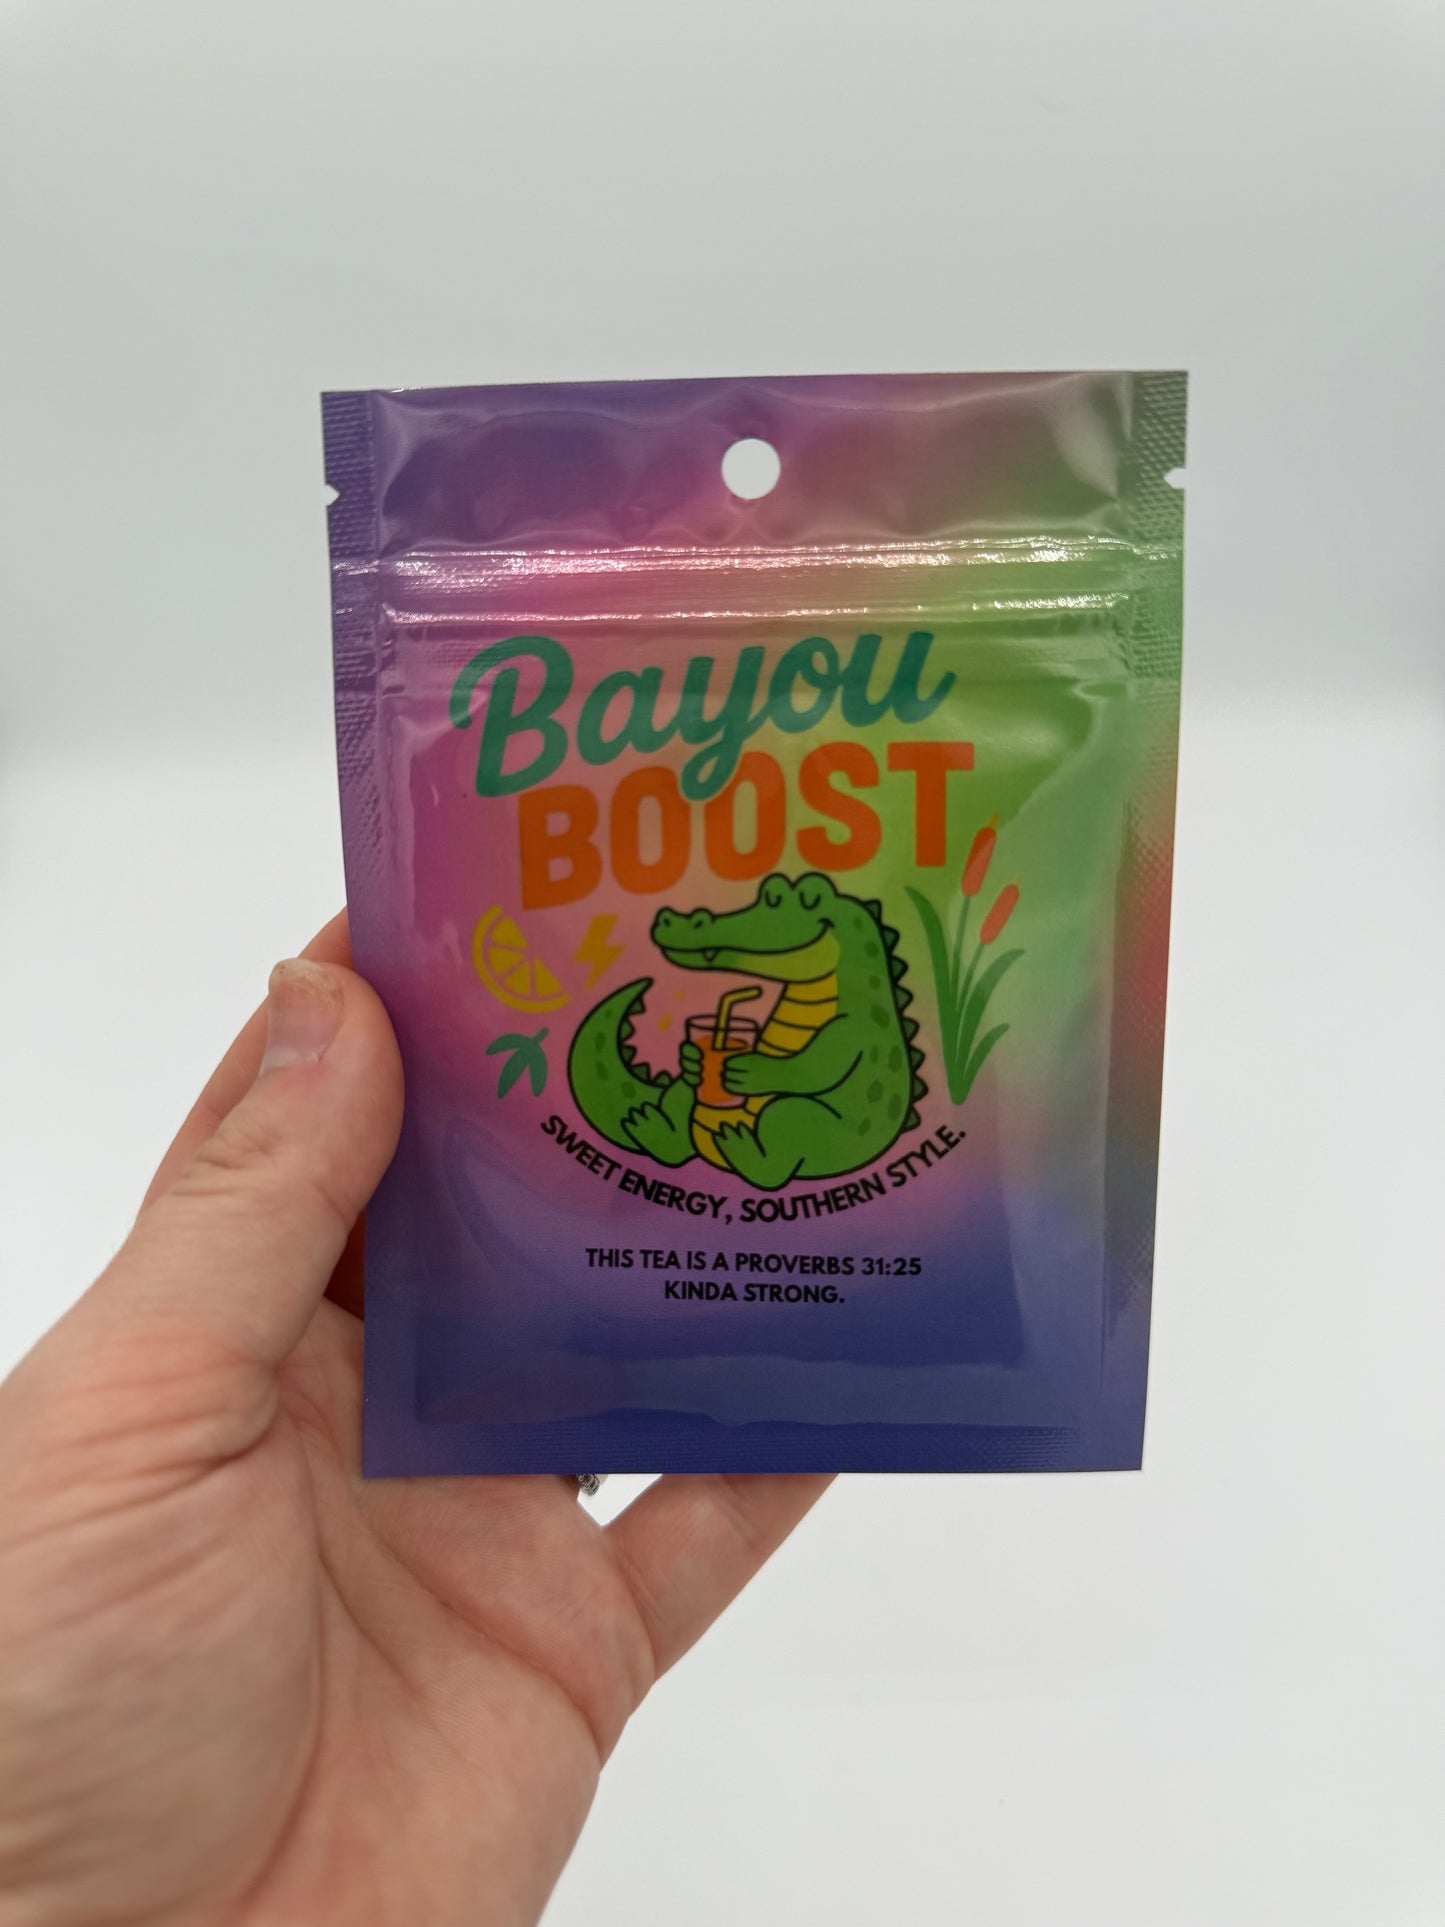 Bayou
BOOST
SWEET ENERGY, SOUTHERN STYLE.
THIS TEA IS A PROVERBS 31:25
KINDA STRONG.